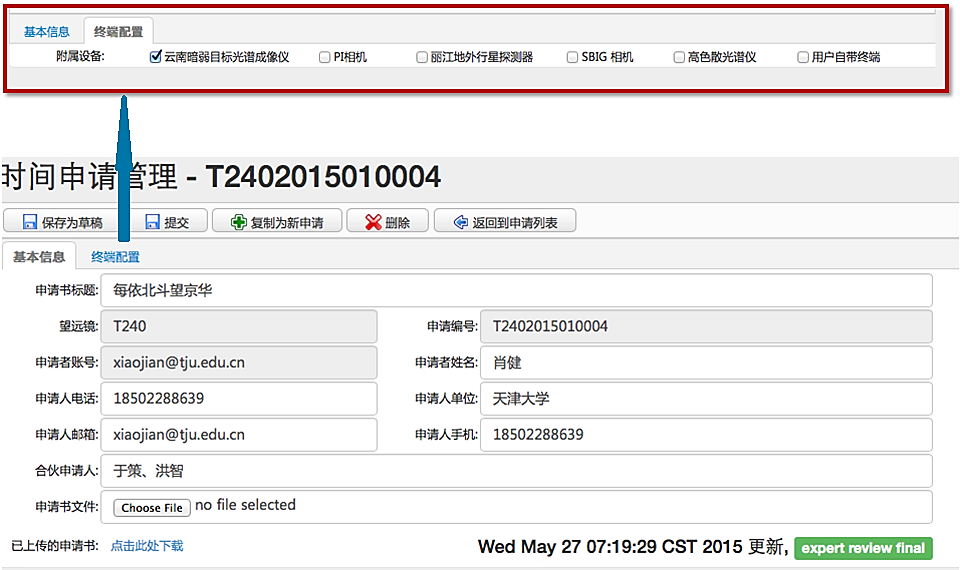 基本信息 终端配置
附属设备: 云南暗弱目标光谱成像仪 PI相机 丽江地外行星探测器 SBIG 相机 高色散光谱仪 用户自带终端
时间申请管理 - T2402015010004
保存为草稿 提交 复制为新申请 删除 返回到申请列表
基本信息 终端配置
申请书标题: 每依北斗望京华
望远镜: T240 申请编号: T2402015010004
申请者账号: xiaojian@tju.edu.cn 申请者姓名: 肖健
申请人电话: 18502288639 申请人单位: 天津大学
申请人邮箱: xiaojian@tju.edu.cn 申请人手机: 18502288639
合伙申请人: 于策、洪智
申请书文件: Choose File no file selected
已上传的申请书: 点击此处下载 Wed May 27 07:19:29 CST 2015 更新, expert review final